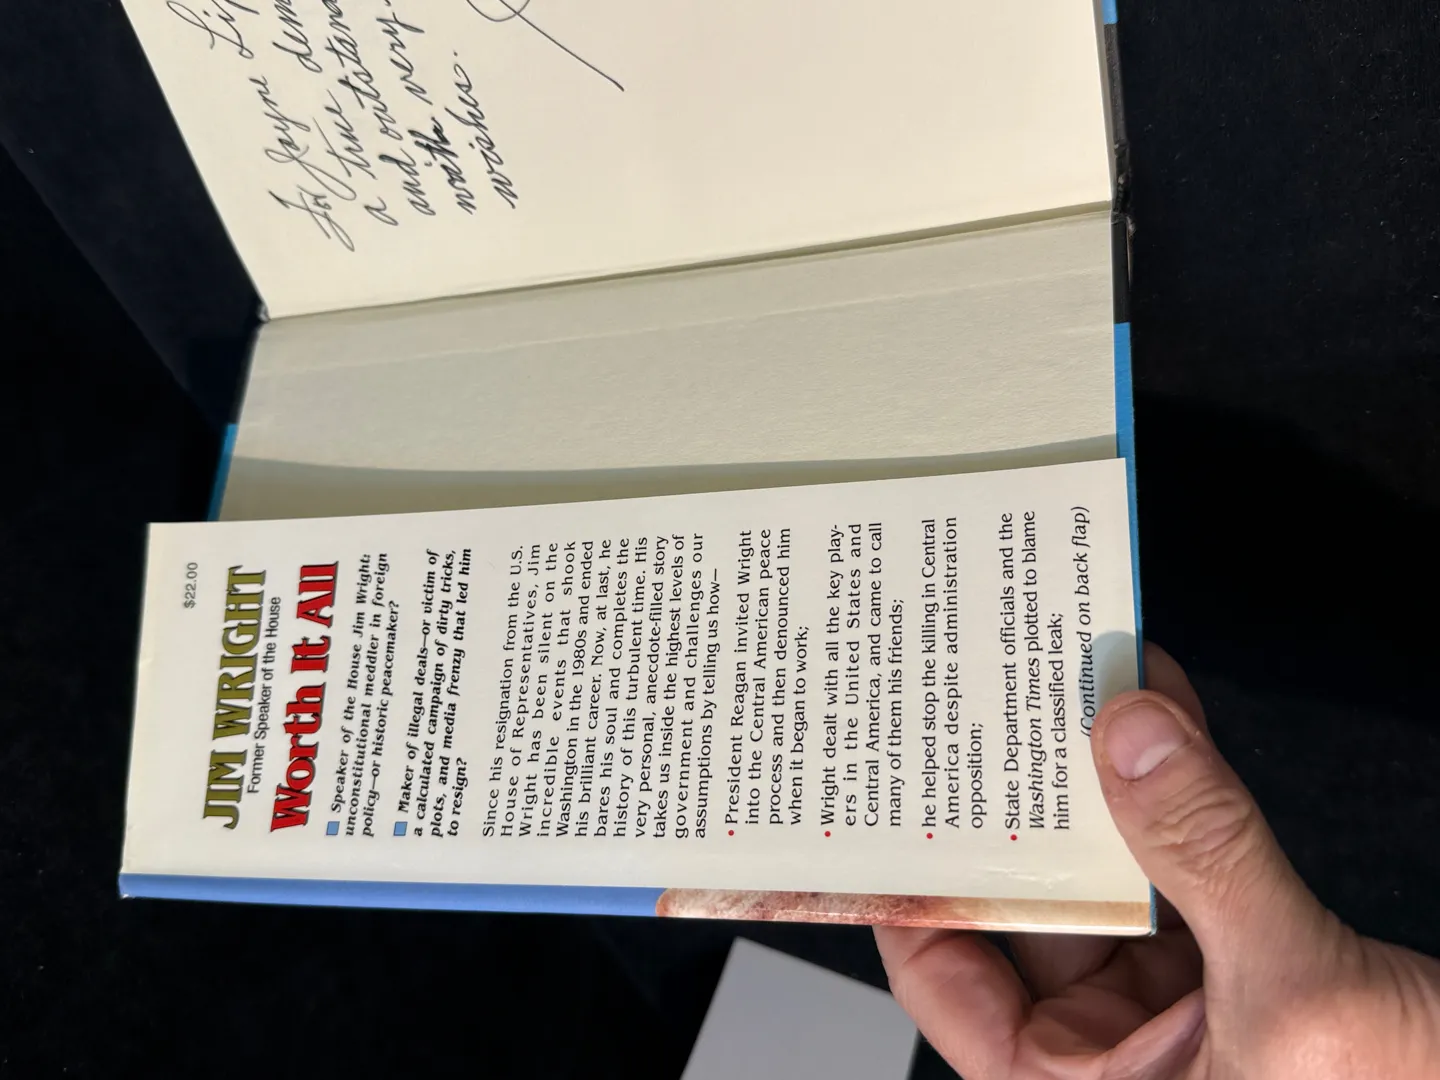 For Jayne
a true dem
and outstan
with very
wishes.
$22.00
JIM WRIGHT
Former Speaker of the House
Worth It All
Speaker of the House Jim Wright:
unconstitutional meddler in foreign
policy—or historic peacemaker?
Maker of illegal deals—or victim of
a calculated campaign of dirty tricks,
plots, and media frenzy that led him
to resign?
Since his resignation from the U.S.
House of Representatives, Jim
Wright has been silent on the
incredible events that shook
Washington in the 1980s and ended
his brilliant career. Now, at last, he
bares his soul and completes the
history of this turbulent time. His
very personal, anecdote-filled story
takes us inside the highest levels of
government and challenges our
assumptions by telling us how—
• President Reagan invited Wright
into the Central American peace
process and then denounced him
when it began to work;
• Wright dealt with all the key play-
ers in the United States and
Central America, and came to call
many of them his friends;
• he helped stop the killing in Central
America despite administration
opposition;
• State Department officials and the
Washington Times plotted to blame
him for a classified leak;
(Continued on back flap)